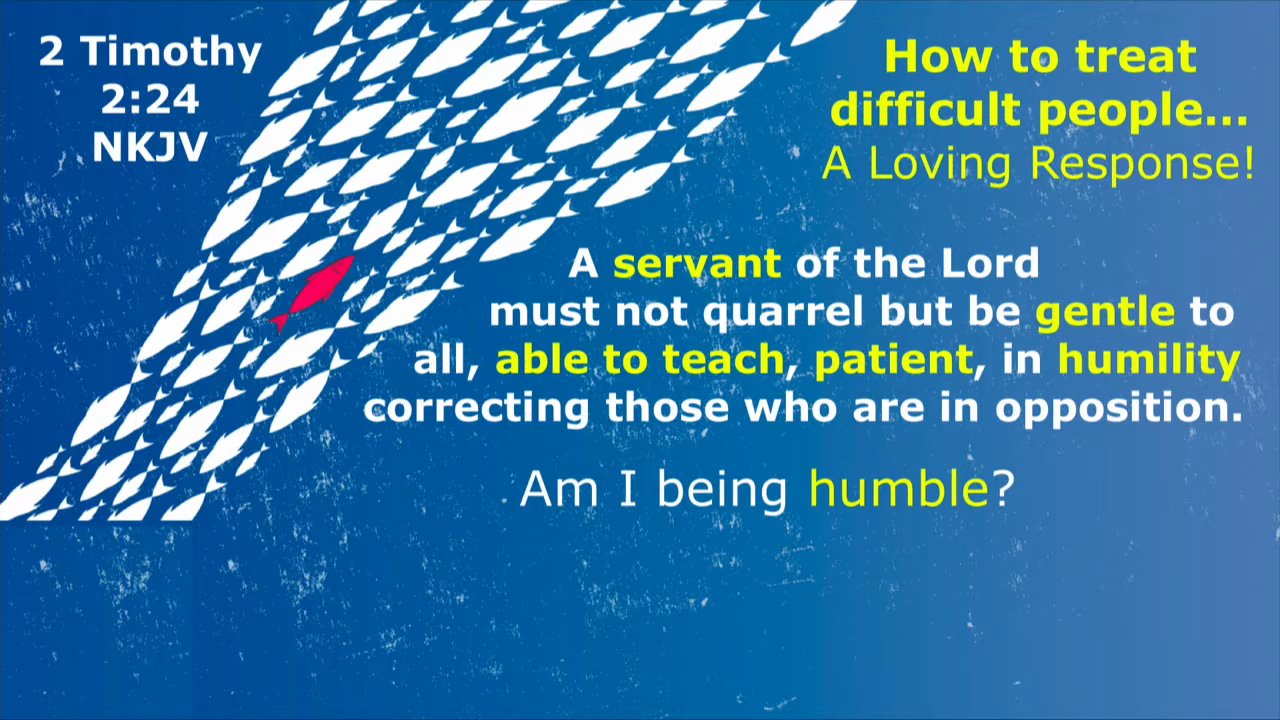 2 Timothy
2:24
NKJV
How to treat
difficult people...
A Loving Response!
A servant of the Lord
must not quarrel but be gentle to
all, able to teach, patient, in humility
correcting those who are in opposition.
Am I being humble?